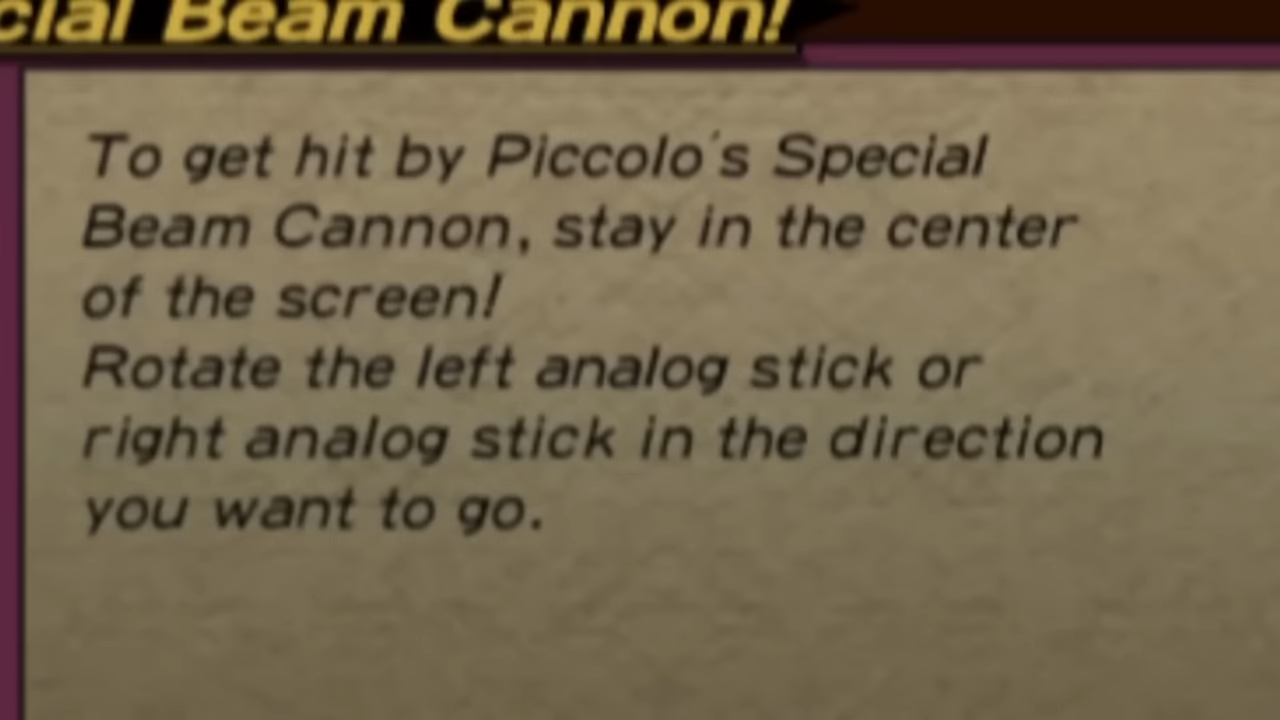 Beam Cannon!
To get hit by Piccolo's Special
Beam Cannon, stay in the center
of the screen!
Rotate the left analog stick or
right analog stick in the direction
you want to go.